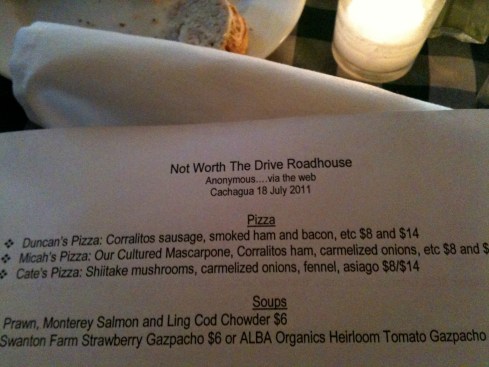 Not Worth The Drive Roadhouse
Anonymous....via the web
Cachagua 18 July 2011
Pizza
❖ Duncan's Pizza: Corralitos sausage, smoked ham and bacon, etc $8 and $14
❖ Micah's Pizza: Our Cultured Mascarpone, Corralitos ham, carmelized onions, etc $8 and $
❖ Cate's Pizza: Shiitake mushrooms, carmelized onions, fennel, asiago $8/$14
Soups
Prawn, Monterey Salmon and Ling Cod Chowder $6
Swanton Farm Strawberry Gazpacho $6 or ALBA Organics Heirloom Tomato Gazpacho